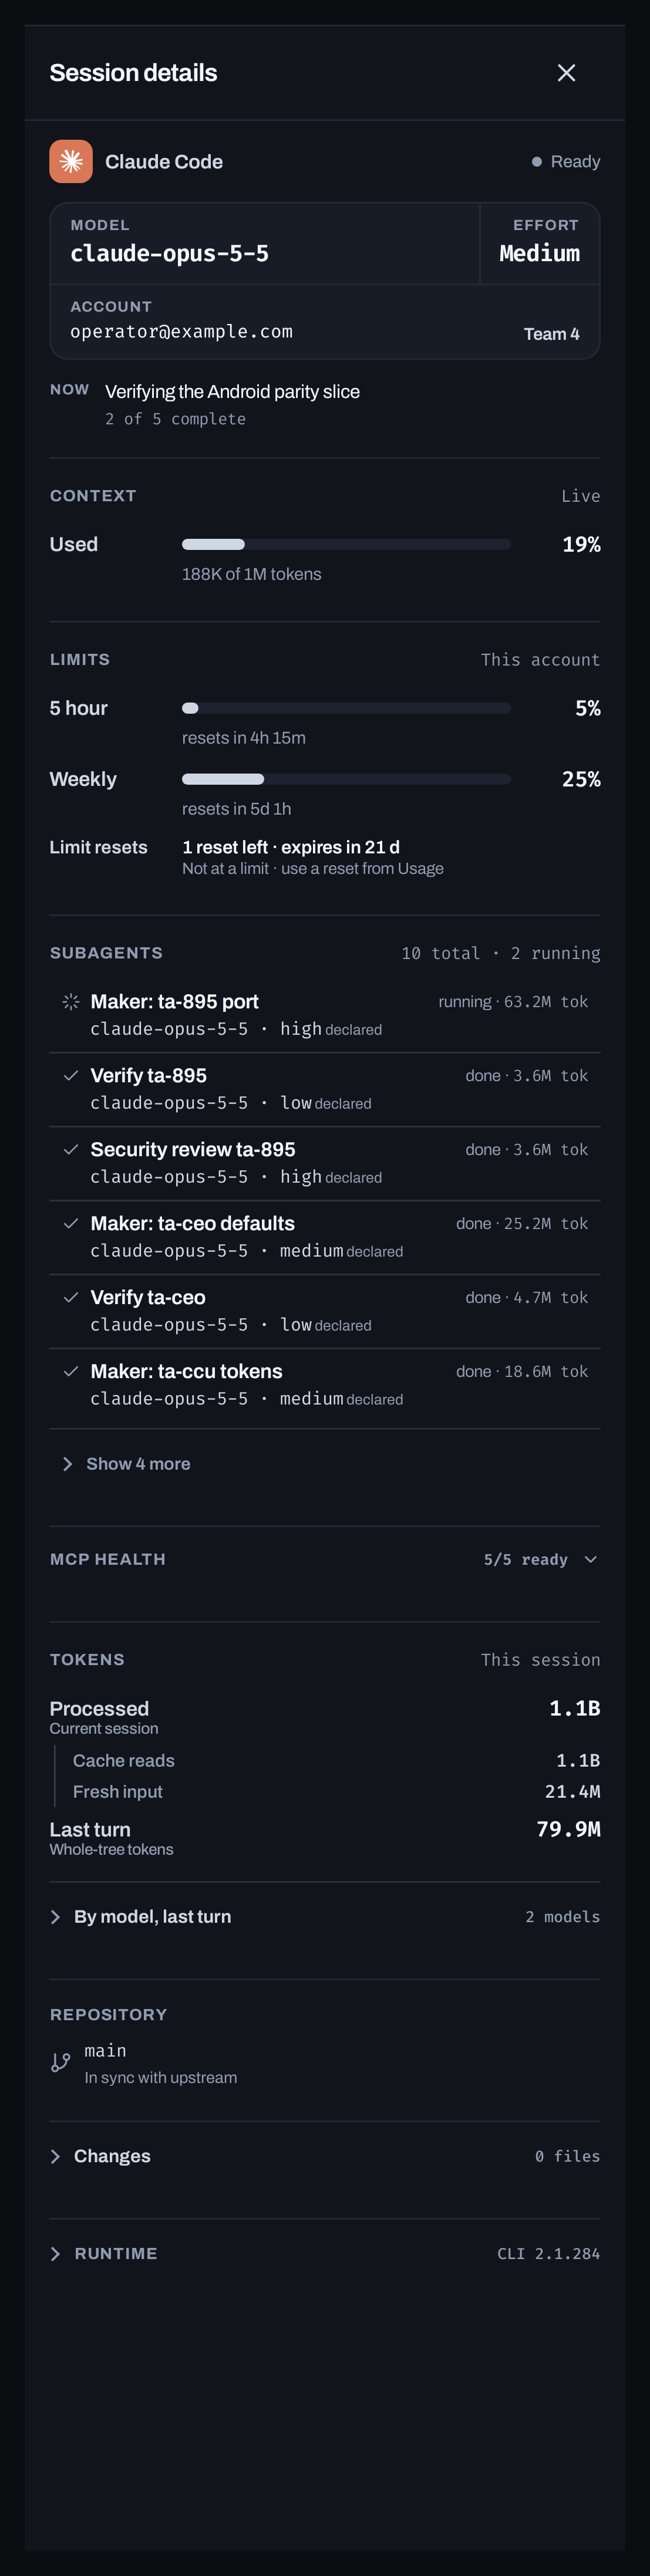 Session details
Claude Code
Ready
MODEL
EFFORT
claude-opus-5-5
Medium
ACCOUNT
operator@example.com
Team 4
NOW Verifying the Android parity slice
2 of 5 complete
CONTEXT
Live
Used
19%
188K of 1M tokens
LIMITS
This account
5 hour
5%
resets in 4h 15m
Weekly
25%
resets in 5d 1h
Limit resets
1 reset left · expires in 21 d
Not at a limit · use a reset from Usage
SUBAGENTS
10 total · 2 running
Maker: ta-895 port
running · 63.2M tok
claude-opus-5-5 · high declared
Verify ta-895
done · 3.6M tok
claude-opus-5-5 · low declared
Security review ta-895
done · 3.6M tok
claude-opus-5-5 · high declared
Maker: ta-ceo defaults
done · 25.2M tok
claude-opus-5-5 · medium declared
Verify ta-ceo
done · 4.7M tok
claude-opus-5-5 · low declared
Maker: ta-ccu tokens
done · 18.6M tok
claude-opus-5-5 · medium declared
Show 4 more
MCP HEALTH
5/5 ready
TOKENS
This session
Processed
1.1B
Current session
Cache reads
1.1B
Fresh input
21.4M
Last turn
79.9M
Whole-tree tokens
By model, last turn
2 models
REPOSITORY
main
In sync with upstream
Changes
0 files
RUNTIME
CLI 2.1.284